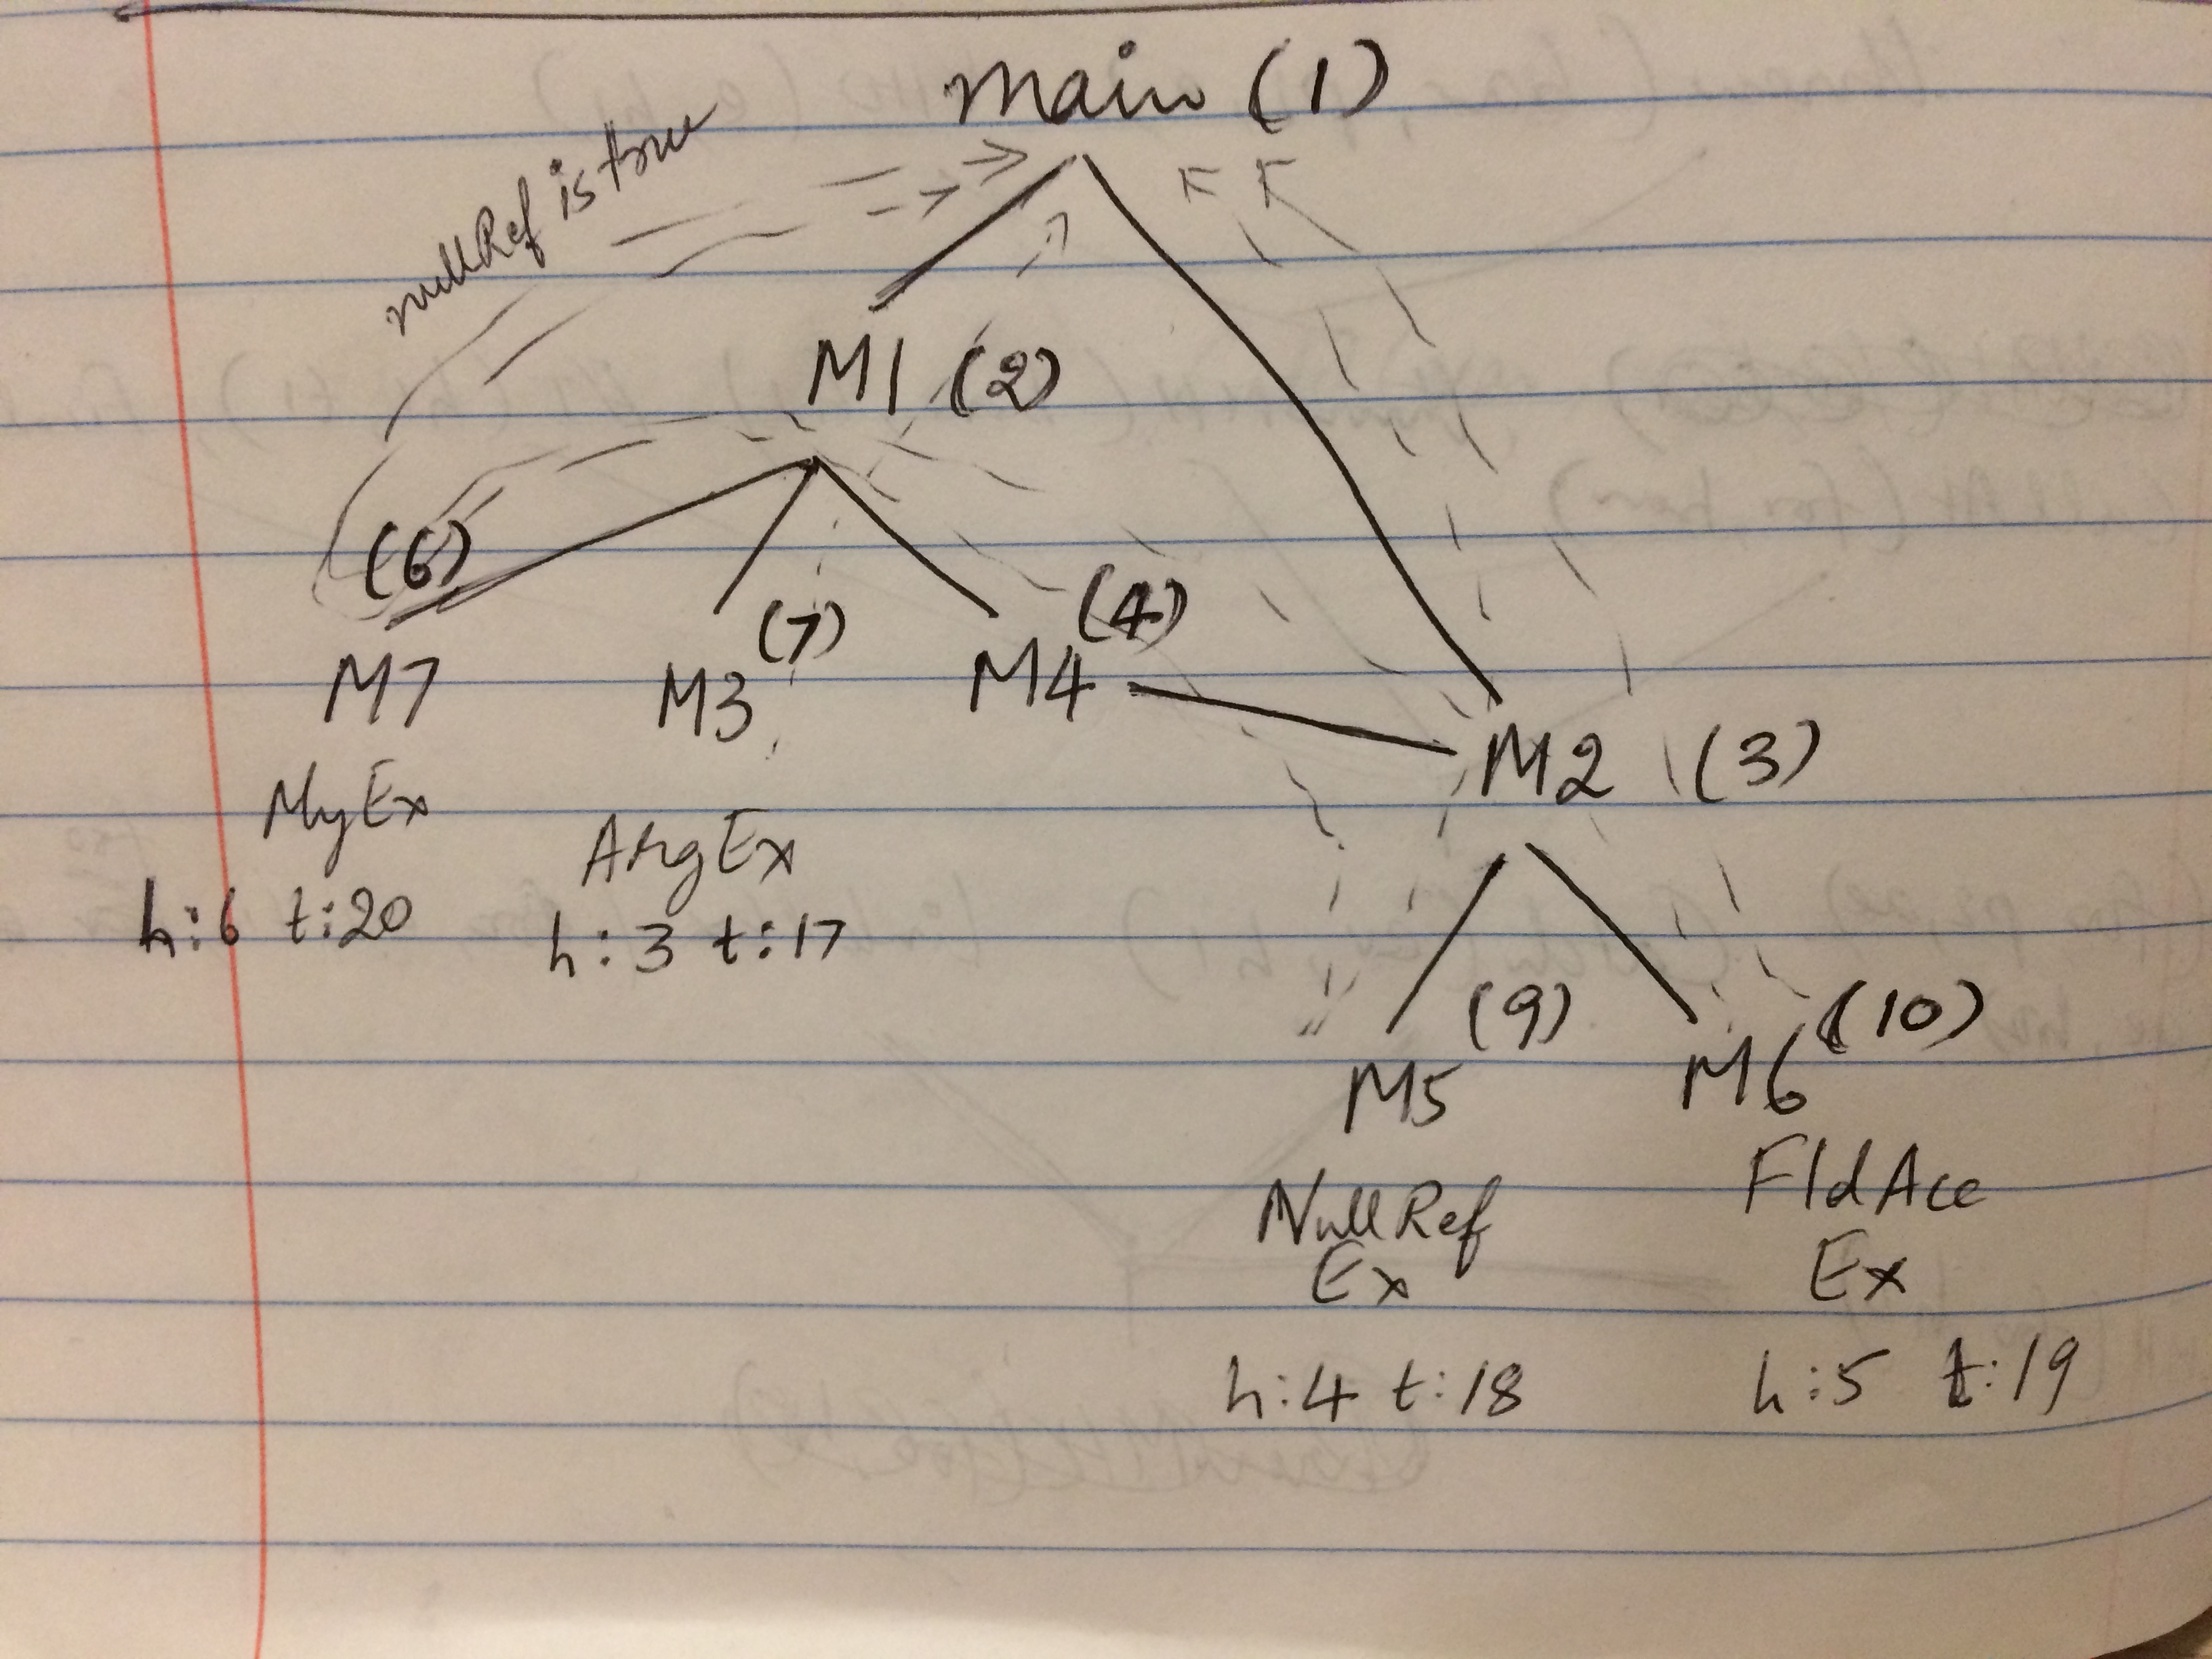 Main (1)
nullRef is true
M1 (2)
(6)
(7)
(4)
M7
M3
M4
M2 (3)
MyEx
ArgEx
h:6 t:20
h:3 t:17
(9)
(10)
M5
M6
NullRef
Ex
FldAcc
Ex
h:4 t:18
h:5 t:19